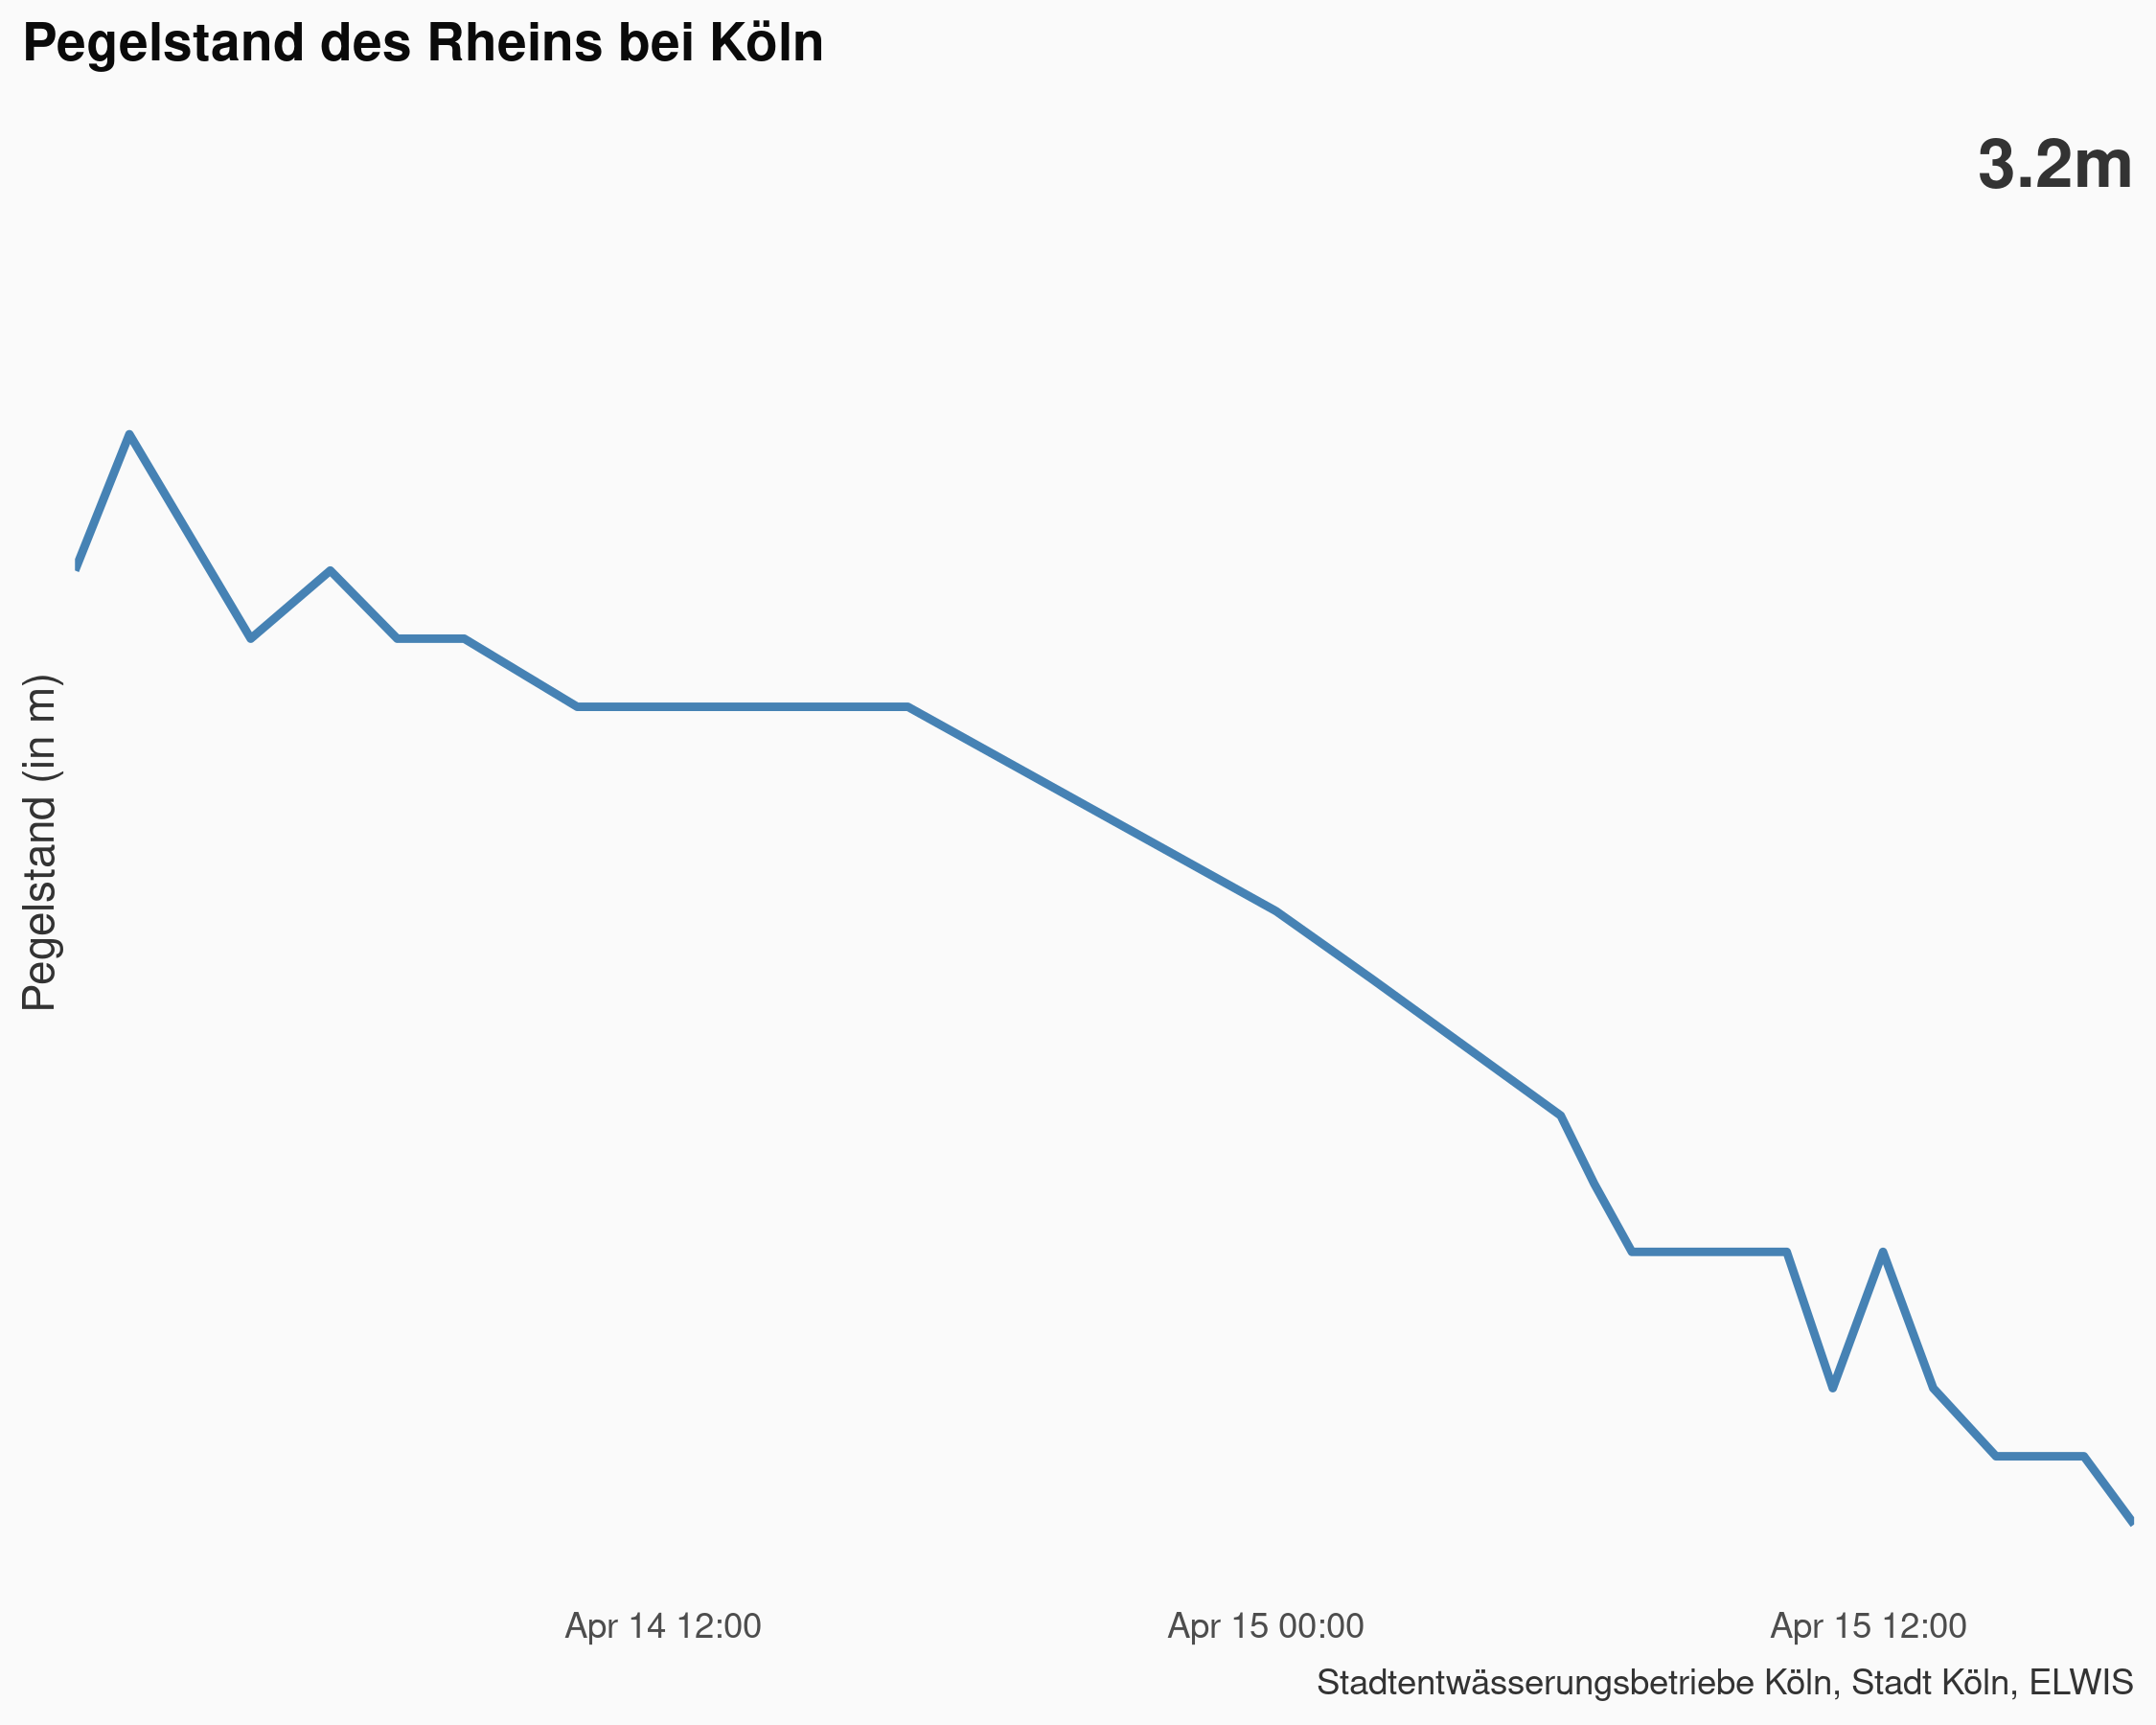 Pegelstand des Rheins bei Köln
3.2m
Pegelstand (in m)
Apr 14 12:00
Apr 15 00:00
Apr 15 12:00
Stadtentwässerungsbetriebe Köln, Stadt Köln, ELWIS